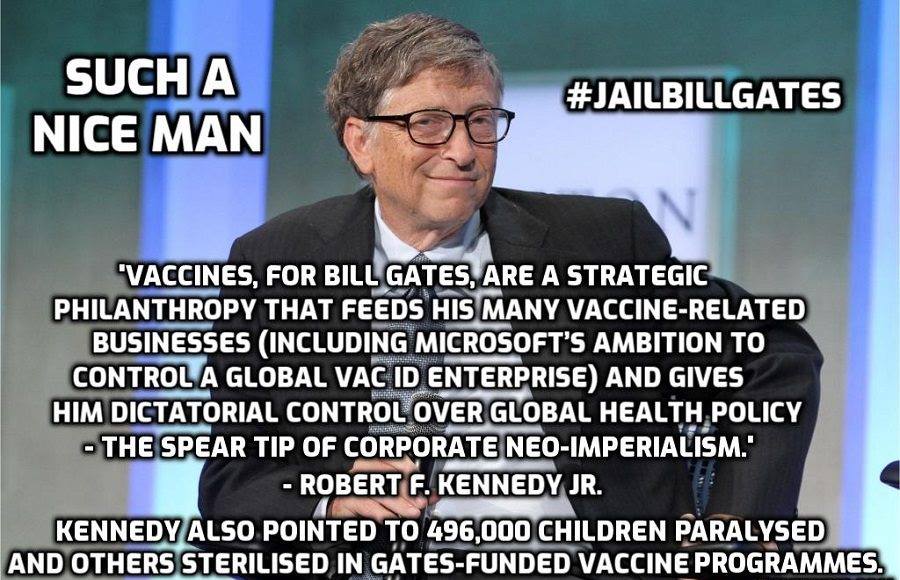 SUCH A
NICE MAN
#JAILBILLGATES
N
'VACCINES, FOR BILL GATES, ARE A STRATEGIC
PHILANTHROPY THAT FEEDS HIS MANY VACCINE-RELATED
BUSINESSES (INCLUDING MICROSOFT'S AMBITION TO
CONTROL A GLOBAL VAC ID ENTERPRISE) AND GIVES
HIM DICTATORIAL CONTROL OVER GLOBAL HEALTH POLICY
- THE SPEAR TIP OF CORPORATE NEO-IMPERIALISM.'
- ROBERT F. KENNEDY JR.
KENNEDY ALSO POINTED TO 496,000 CHILDREN PARALYSED
AND OTHERS STERILISED IN GATES-FUNDED VACCINE PROGRAMMES.